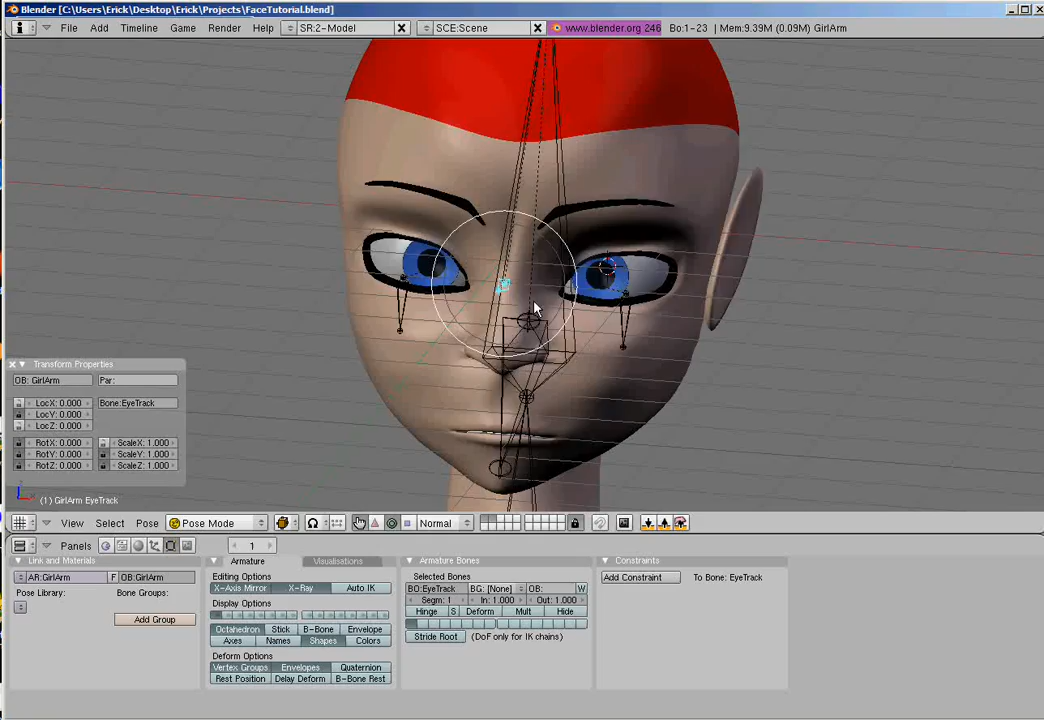 Blender [C:\Users\Erick\Desktop\Erick\Projects\FaceTutorial.blend]
File Add Timeline Game Render Help SR:2-Model SCE:Scene www.blender.org 246 Bo:1-23 | Mem:9.39M (0.09M) GirlArm
Transform Properties
OB: GirlArm Par:
LocX: 0.000 Bone:EyeTrack
LocY: 0.000
LocZ: 0.000
RotX: 0.000 ScaleX: 1.000
RotY: 0.000 ScaleY: 1.000
RotZ: 0.000 ScaleZ: 1.000
(1) GirlArm EyeTrack
View Select Pose Pose Mode Normal
Panels 1
Link and Materials Armature Visualisations Armature Bones Constraints
AR:GirlArm F OB:GirlArm Editing Options Selected Bones Add Constraint To Bone: EyeTrack
Pose Library: Bone Groups: X-Axis Mirror X-Ray Auto IK BO:EyeTrack BG: [None] OB: W
Display Options Segm: 1 In: 1.000 Out: 1.000
Add Group Hinge S Deform Mult Hide
Octahedron Stick B-Bone Envelope
Axes Names Shapes Colors Stride Root (DoF only for IK chains)
Deform Options
Vertex Groups Envelopes Quaternion
Rest Position Delay Deform B-Bone Rest